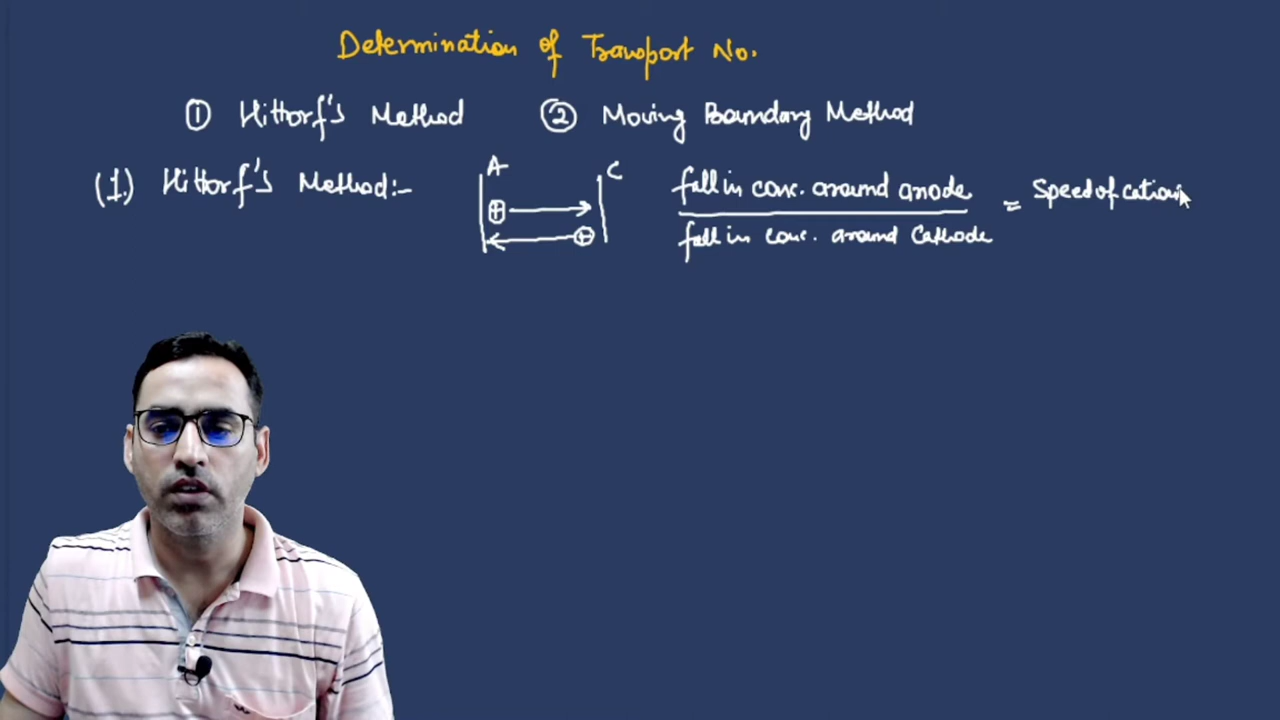 Determination of Transport No.
① Hittorf's Method ② Moving Boundary Method
(1.) Hittorf's Method:-
A C
fall in conc. around anode
= Speed of cation
fall in conc. around Cathode